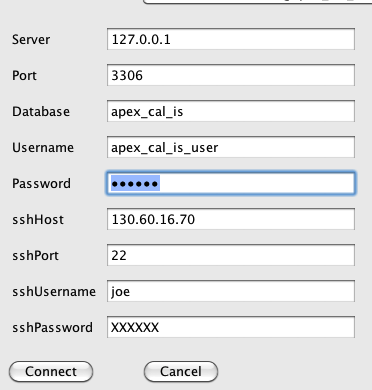 Server 127.0.0.1
Port 3306
Database apex_cal_is
Username apex_cal_is_user
Password ●●●●●●
sshHost 130.60.16.70
sshPort 22
sshUsername joe
sshPassword XXXXXX
Connect Cancel